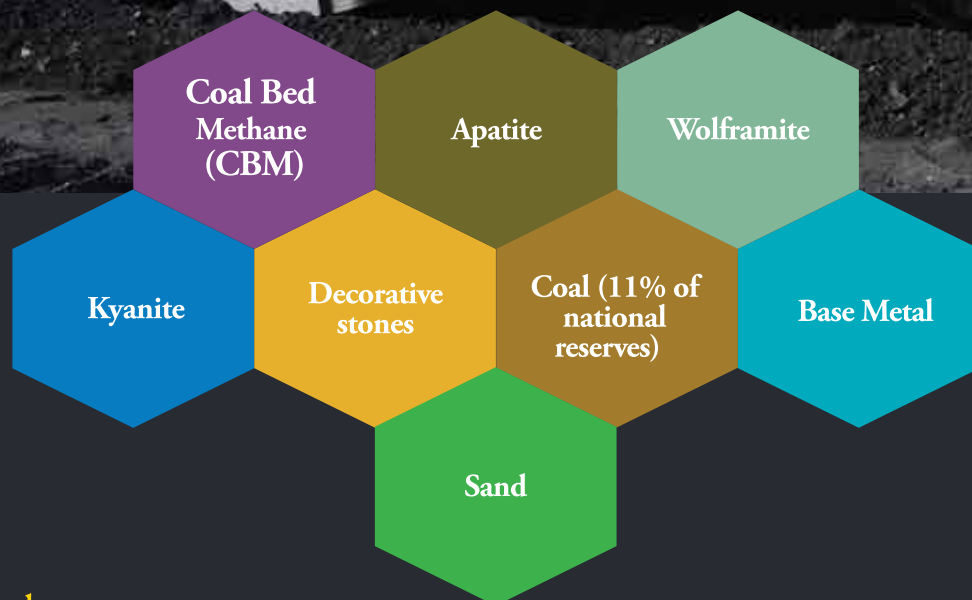 Coal Bed
Methane
(CBM)
Apatite
Wolframite
Kyanite
Decorative
stones
Coal (11% of
national
reserves)
Base Metal
Sand